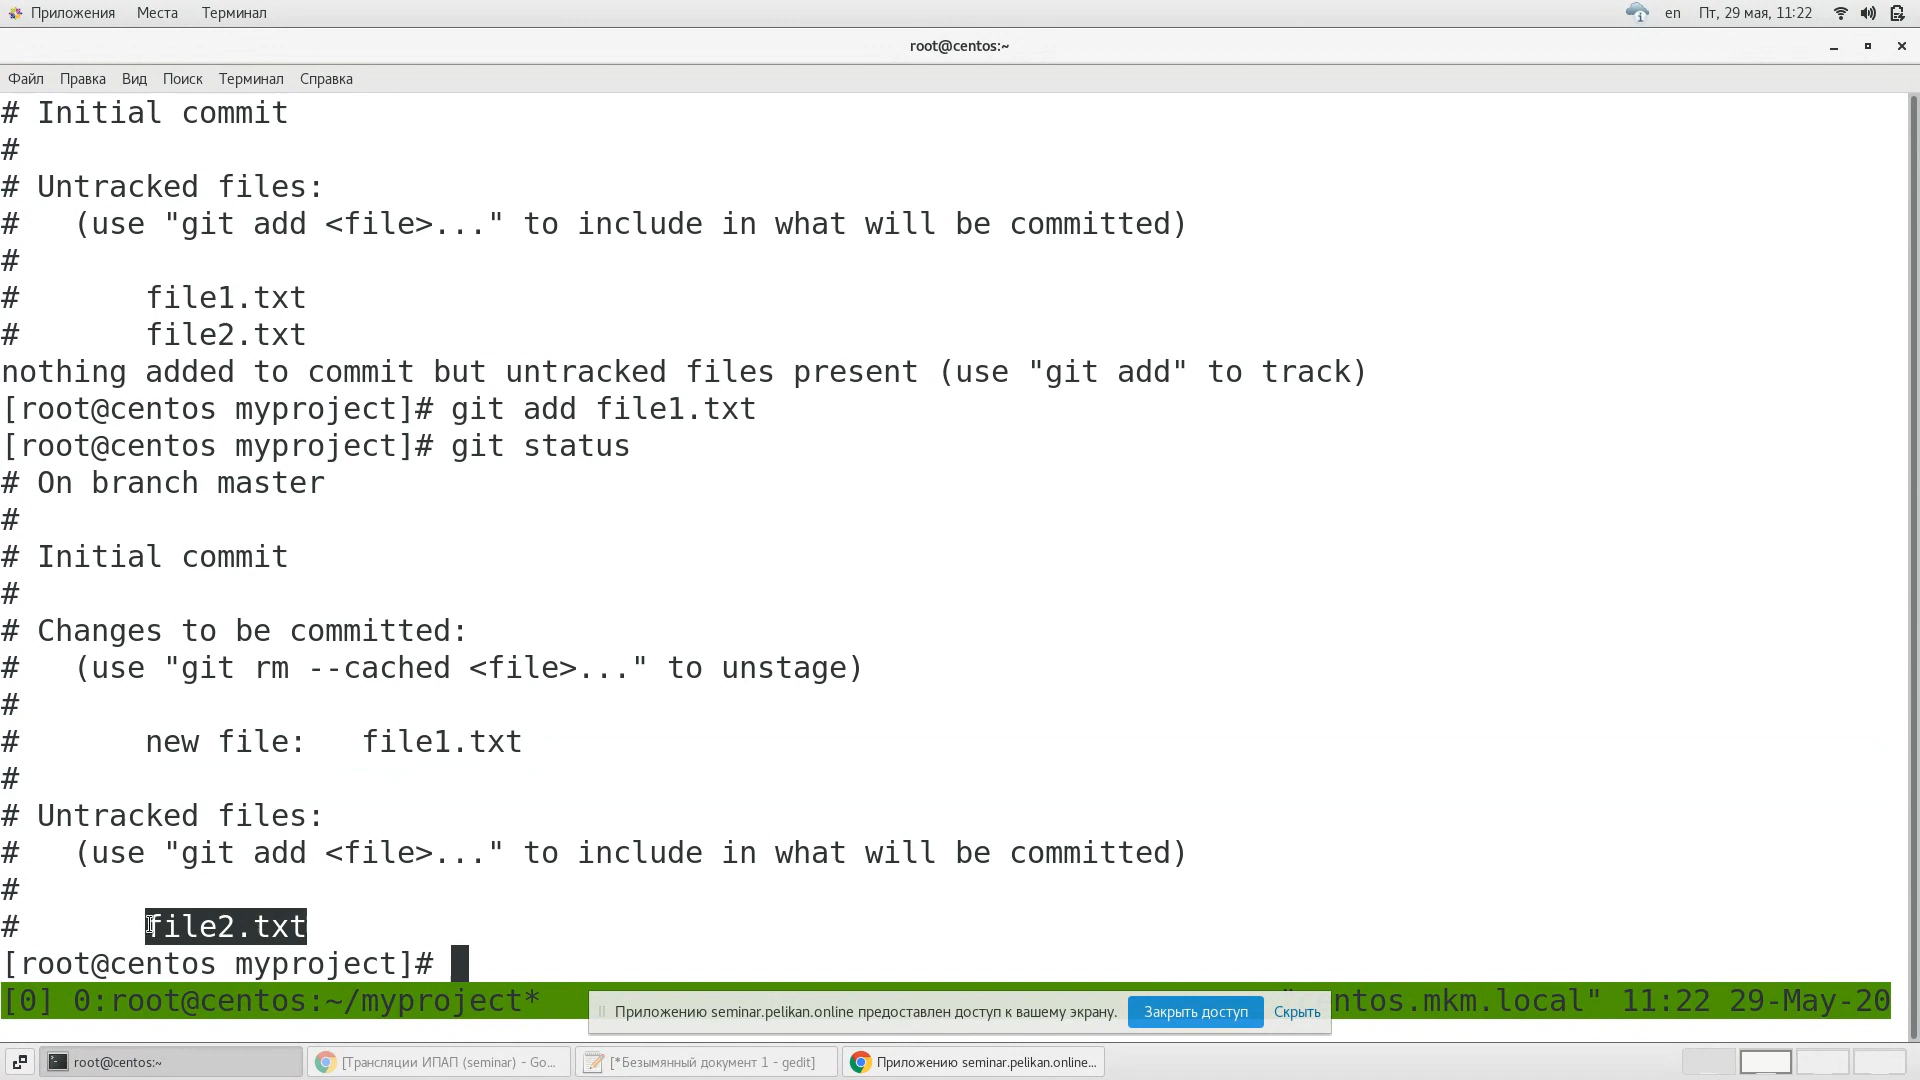 Приложения Места Терминал en Пт, 29 мая, 11:22
root@centos:~
Файл Правка Вид Поиск Терминал Справка
# Initial commit
#
# Untracked files:
#   (use "git add <file>..." to include in what will be committed)
#
#       file1.txt
#       file2.txt
nothing added to commit but untracked files present (use "git add" to track)
[root@centos myproject]# git add file1.txt
[root@centos myproject]# git status
# On branch master
#
# Initial commit
#
# Changes to be committed:
#   (use "git rm --cached <file>..." to unstage)
#
#       new file:   file1.txt
#
# Untracked files:
#   (use "git add <file>..." to include in what will be committed)
#
#       file2.txt
[root@centos myproject]#
[0] 0:root@centos:~/myproject* "centos.mkm.local" 11:22 29-May-20
Приложению seminar.pelikan.online предоставлен доступ к вашему экрану. Закрыть доступ Скрыть
root@centos:~ [Трансляции ИПАП (seminar) - Go... [*Безымянный документ 1 - gedit] Приложению seminar.pelikan.online...